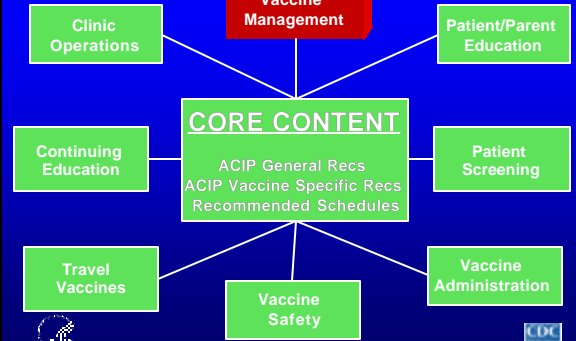 Vaccine
Management
Clinic
Operations
Patient/Parent
Education
CORE CONTENT
ACIP General Recs
ACIP Vaccine Specific Recs
Recommended Schedules
Continuing
Education
Patient
Screening
Travel
Vaccines
Vaccine
Safety
Vaccine
Administration
CDC